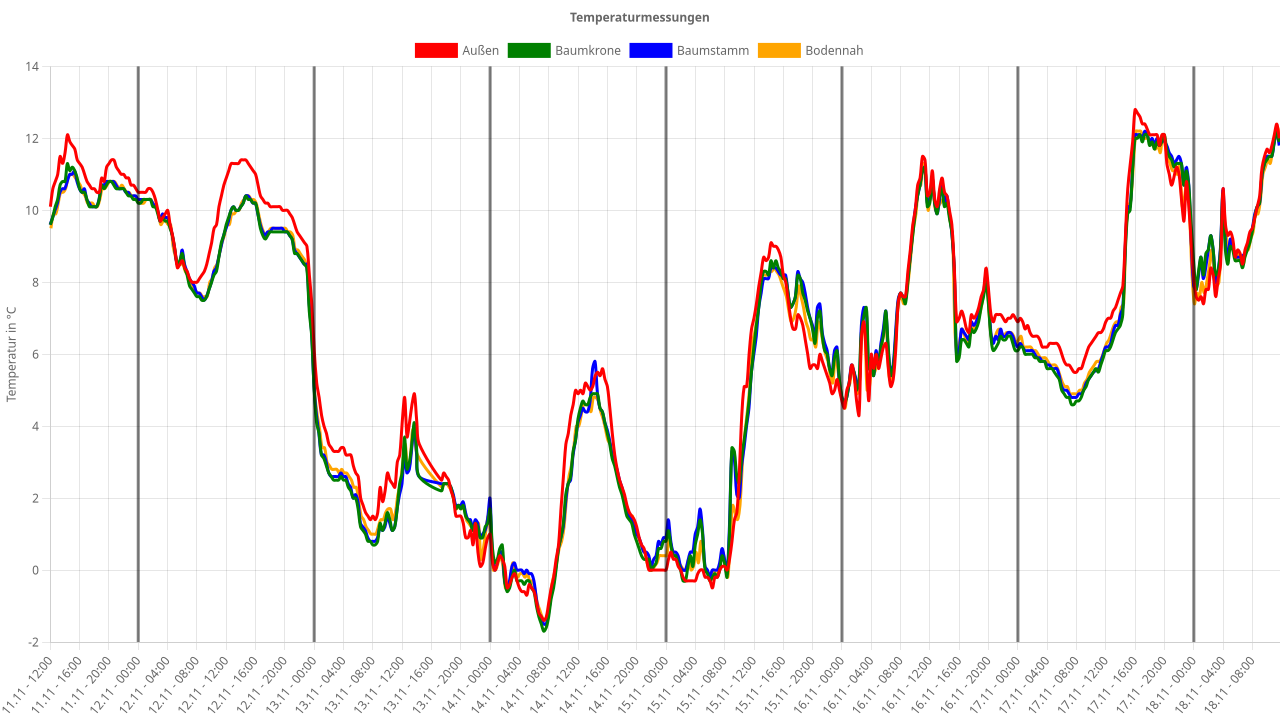 Temperaturmessungen
Außen Baumkrone Baumstamm Bodennah
Temperatur in °C
14
12
10
8
6
4
2
0
-2
11.11 - 12:00
11.11 - 16:00
11.11 - 20:00
12.11 - 00:00
12.11 - 04:00
12.11 - 08:00
12.11 - 12:00
12.11 - 16:00
12.11 - 20:00
13.11 - 00:00
13.11 - 04:00
13.11 - 08:00
13.11 - 12:00
13.11 - 16:00
13.11 - 20:00
14.11 - 00:00
14.11 - 04:00
14.11 - 08:00
14.11 - 12:00
14.11 - 16:00
14.11 - 20:00
15.11 - 00:00
15.11 - 04:00
15.11 - 08:00
15.11 - 12:00
15.11 - 16:00
15.11 - 20:00
16.11 - 00:00
16.11 - 04:00
16.11 - 08:00
16.11 - 12:00
16.11 - 16:00
16.11 - 20:00
17.11 - 00:00
17.11 - 04:00
17.11 - 08:00
17.11 - 12:00
17.11 - 16:00
17.11 - 20:00
18.11 - 00:00
18.11 - 04:00
18.11 - 08:00